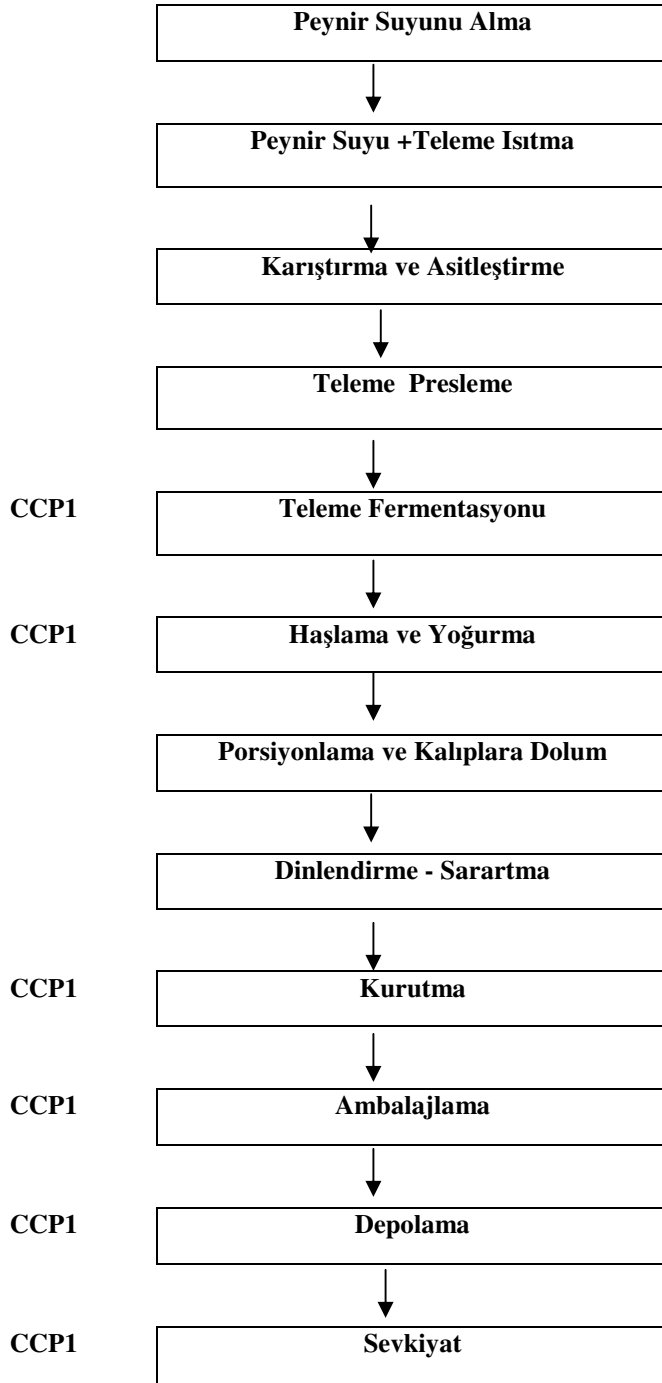 Peynir Suyunu Alma
Peynir Suyu +Teleme Isıtma
Karıştırma ve Asitleştirme
Teleme Presleme
CCP1 Teleme Fermentasyonu
CCP1 Haşlama ve Yoğurma
Porsiyonlama ve Kalıplara Dolum
Dinlendirme - Sarartma
CCP1 Kurutma
CCP1 Ambalajlama
CCP1 Depolama
CCP1 Sevkiyat